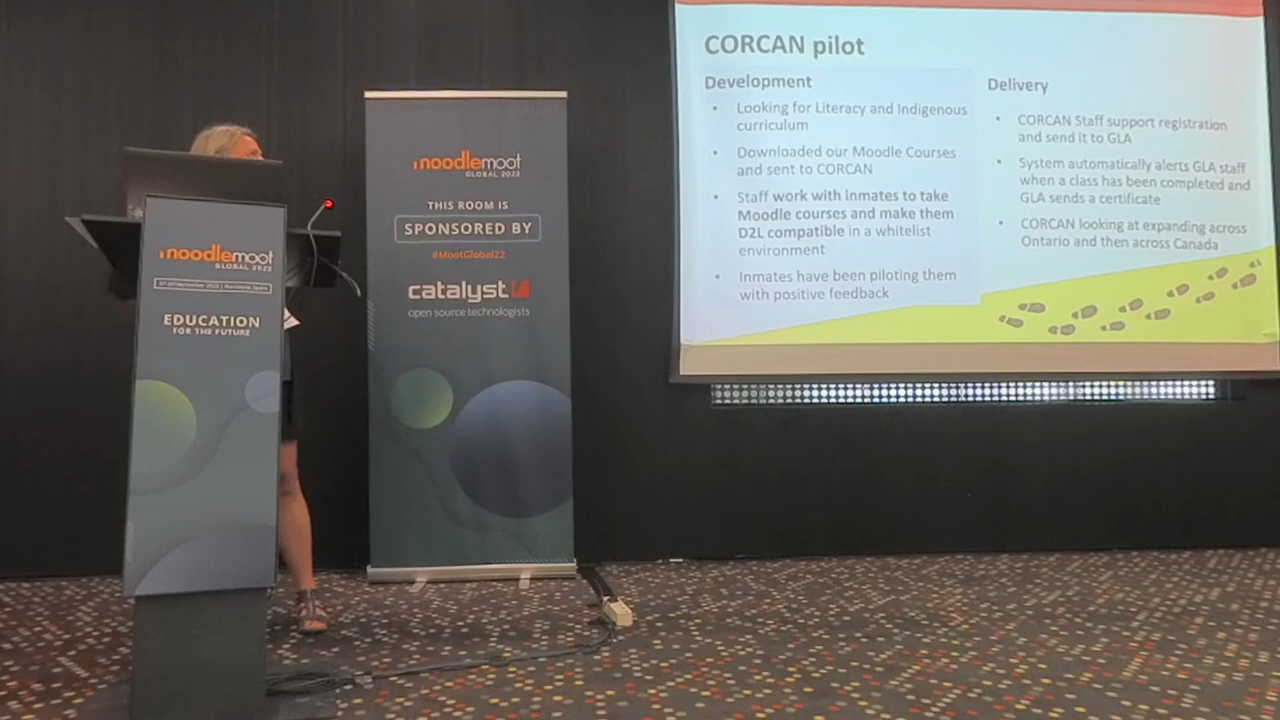 moodlemoot
GLOBAL 2022
EDUCATION
FOR THE FUTURE
moodlemoot
GLOBAL 2022
THIS ROOM IS
SPONSORED BY
#MootGlobal22
catalyst
open source technologists
CORCAN pilot
Development
• Looking for Literacy and Indigenous
curriculum
• Downloaded our Moodle Courses
and sent to CORCAN
• Staff work with inmates to take
Moodle courses and make them
D2L compatible in a whitelist
environment
• Inmates have been piloting them
with positive feedback
Delivery
• CORCAN Staff support registration
and send it to GLA
• System automatically alerts GLA staff
when a class has been completed and
GLA sends a certificate
• CORCAN looking at expanding across
Ontario and then across Canada